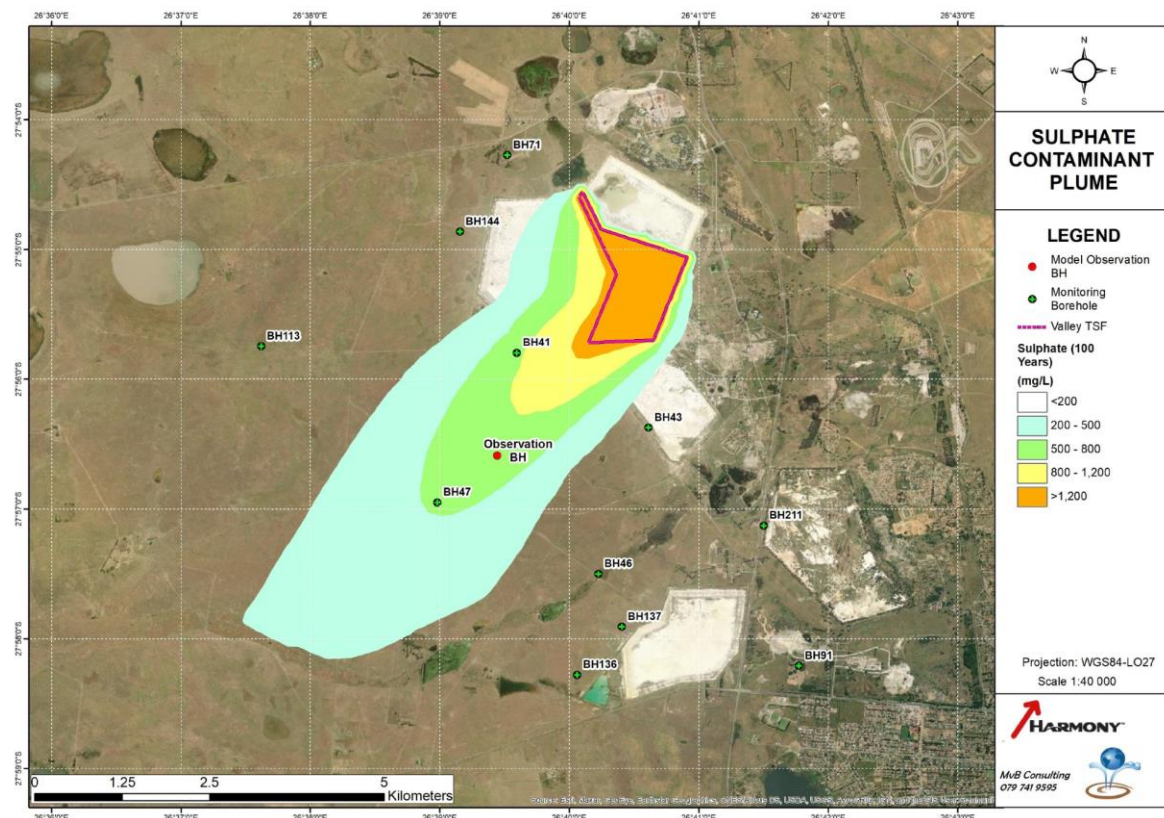 26°36'0"E 26°37'0"E 26°38'0"E 26°39'0"E 26°40'0"E 26°41'0"E 26°42'0"E 26°43'0"E
27°54'0"S
27°55'0"S
27°56'0"S
27°57'0"S
27°58'0"S
27°59'0"S
BH71
BH144
BH113
BH41
BH43
Observation
BH
BH47
BH211
BH46
BH137
BH136
BH91
0 1.25 2.5 5
Kilometers
N
W E
S
SULPHATE
CONTAMINANT
PLUME
LEGEND
Model Observation
BH
Monitoring
Borehole
Valley TSF
Sulphate (100
Years)
(mg/L)
<200
200 - 500
500 - 800
800 - 1,200
>1,200
Projection: WGS84-LO27
Scale 1:40 000
HARMONY™
MvB Consulting
079 741 9595